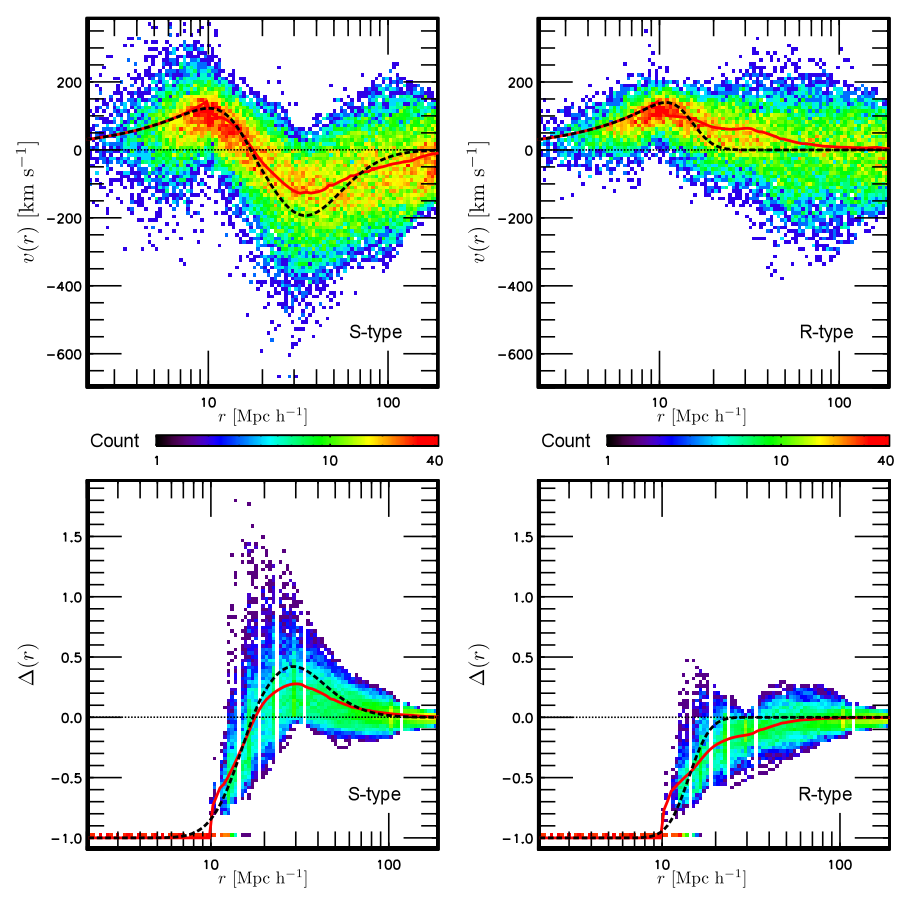 200
0
−200
−400
−600
v(r) [km s⁻¹]
S-type
10
100
r [Mpc h⁻¹]
200
0
−200
−400
−600
v(r) [km s⁻¹]
R-type
10
100
r [Mpc h⁻¹]
Count
1
10
40
Count
1
10
40
1.5
1.0
0.5
0.0
−0.5
−1.0
Δ(r)
S-type
10
100
r [Mpc h⁻¹]
1.5
1.0
0.5
0.0
−0.5
−1.0
Δ(r)
R-type
10
100
r [Mpc h⁻¹]